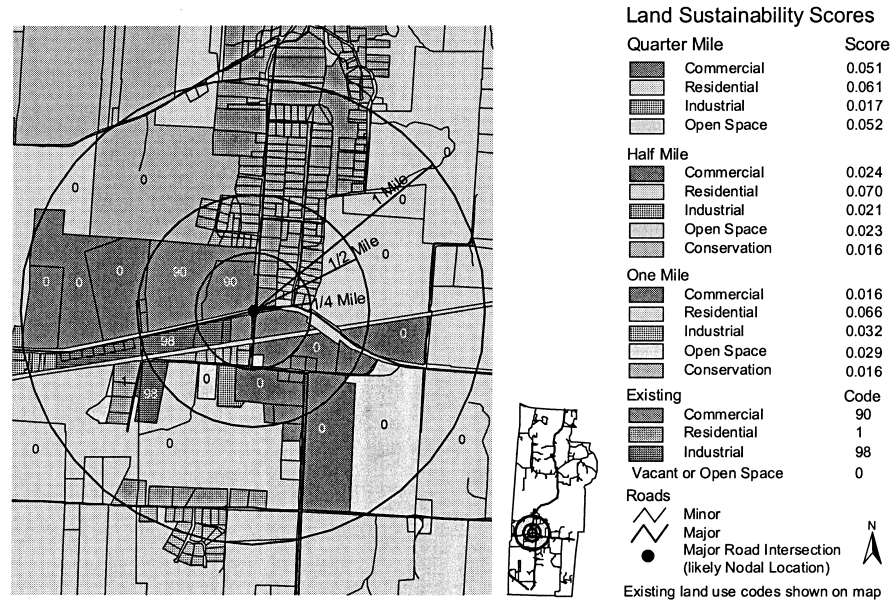 Land Sustainability Scores
Quarter Mile Score
Commercial 0.051
Residential 0.061
Industrial 0.017
Open Space 0.052
Half Mile
Commercial 0.024
Residential 0.070
Industrial 0.021
Open Space 0.023
Conservation 0.016
One Mile
Commercial 0.016
Residential 0.066
Industrial 0.032
Open Space 0.029
Conservation 0.016
Existing Code
Commercial 90
Residential 1
Industrial 98
Vacant or Open Space 0
Roads
Minor
Major
Major Road Intersection
(likely Nodal Location)
N
Existing land use codes shown on map
0
0 0
1 Mile
0
1/2 Mile
0
0 0 0 90 90
1/4 Mile
98 0 0
1 98 0 0
0 0 0 0 0